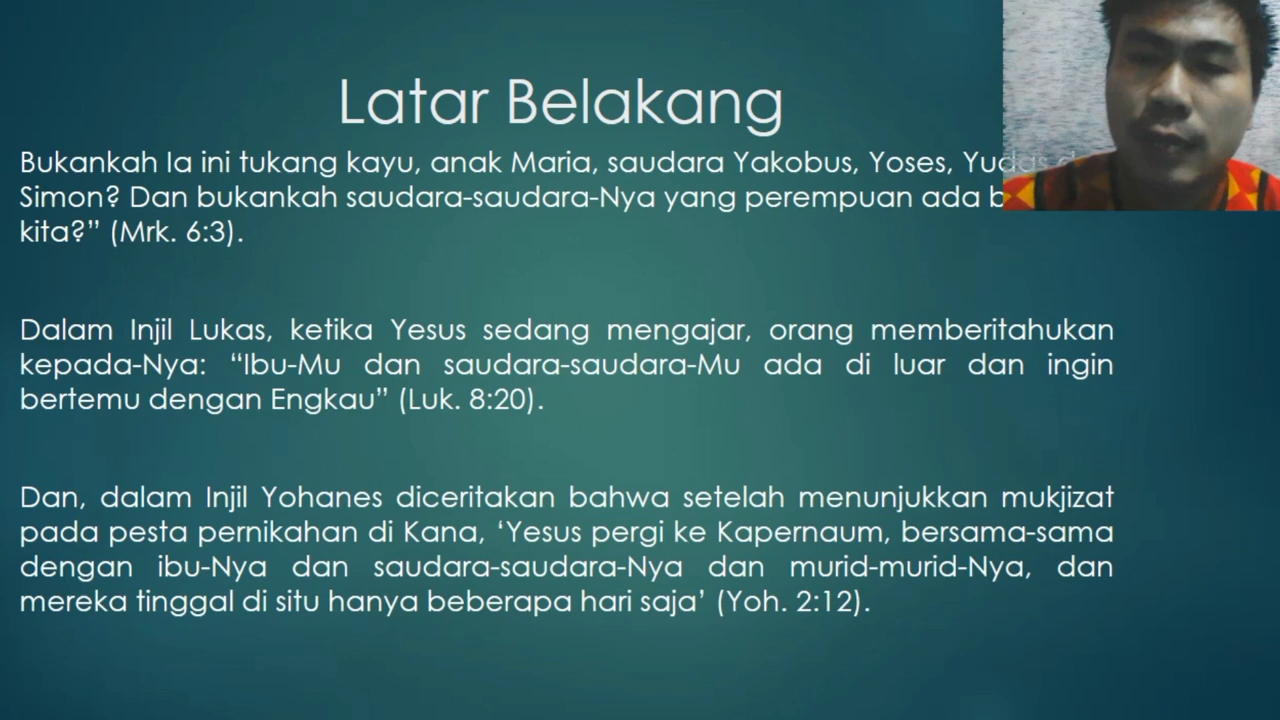 Latar Belakang
Bukankah Ia ini tukang kayu, anak Maria, saudara Yakobus, Yoses, Yudas
Simon? Dan bukankah saudara-saudara-Nya yang perempuan ada
kita?” (Mrk. 6:3).
Dalam Injil Lukas, ketika Yesus sedang mengajar, orang memberitahukan
kepada-Nya: “Ibu-Mu dan saudara-saudara-Mu ada di luar dan ingin
bertemu dengan Engkau” (Luk. 8:20).
Dan, dalam Injil Yohanes diceritakan bahwa setelah menunjukkan mukjizat
pada pesta pernikahan di Kana, ‘Yesus pergi ke Kapernaum, bersama-sama
dengan ibu-Nya dan saudara-saudara-Nya dan murid-murid-Nya, dan
mereka tinggal di situ hanya beberapa hari saja’ (Yoh. 2:12).